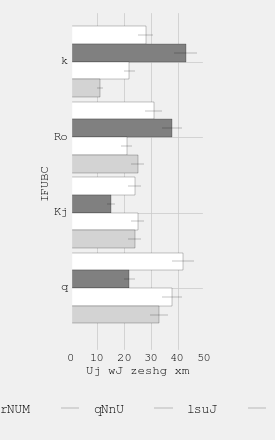 k
Ro
Kj
q
IFUBC
0 10 20 30 40 50
Uj wJ zeshg xm
rNUM qNnU lsuJ